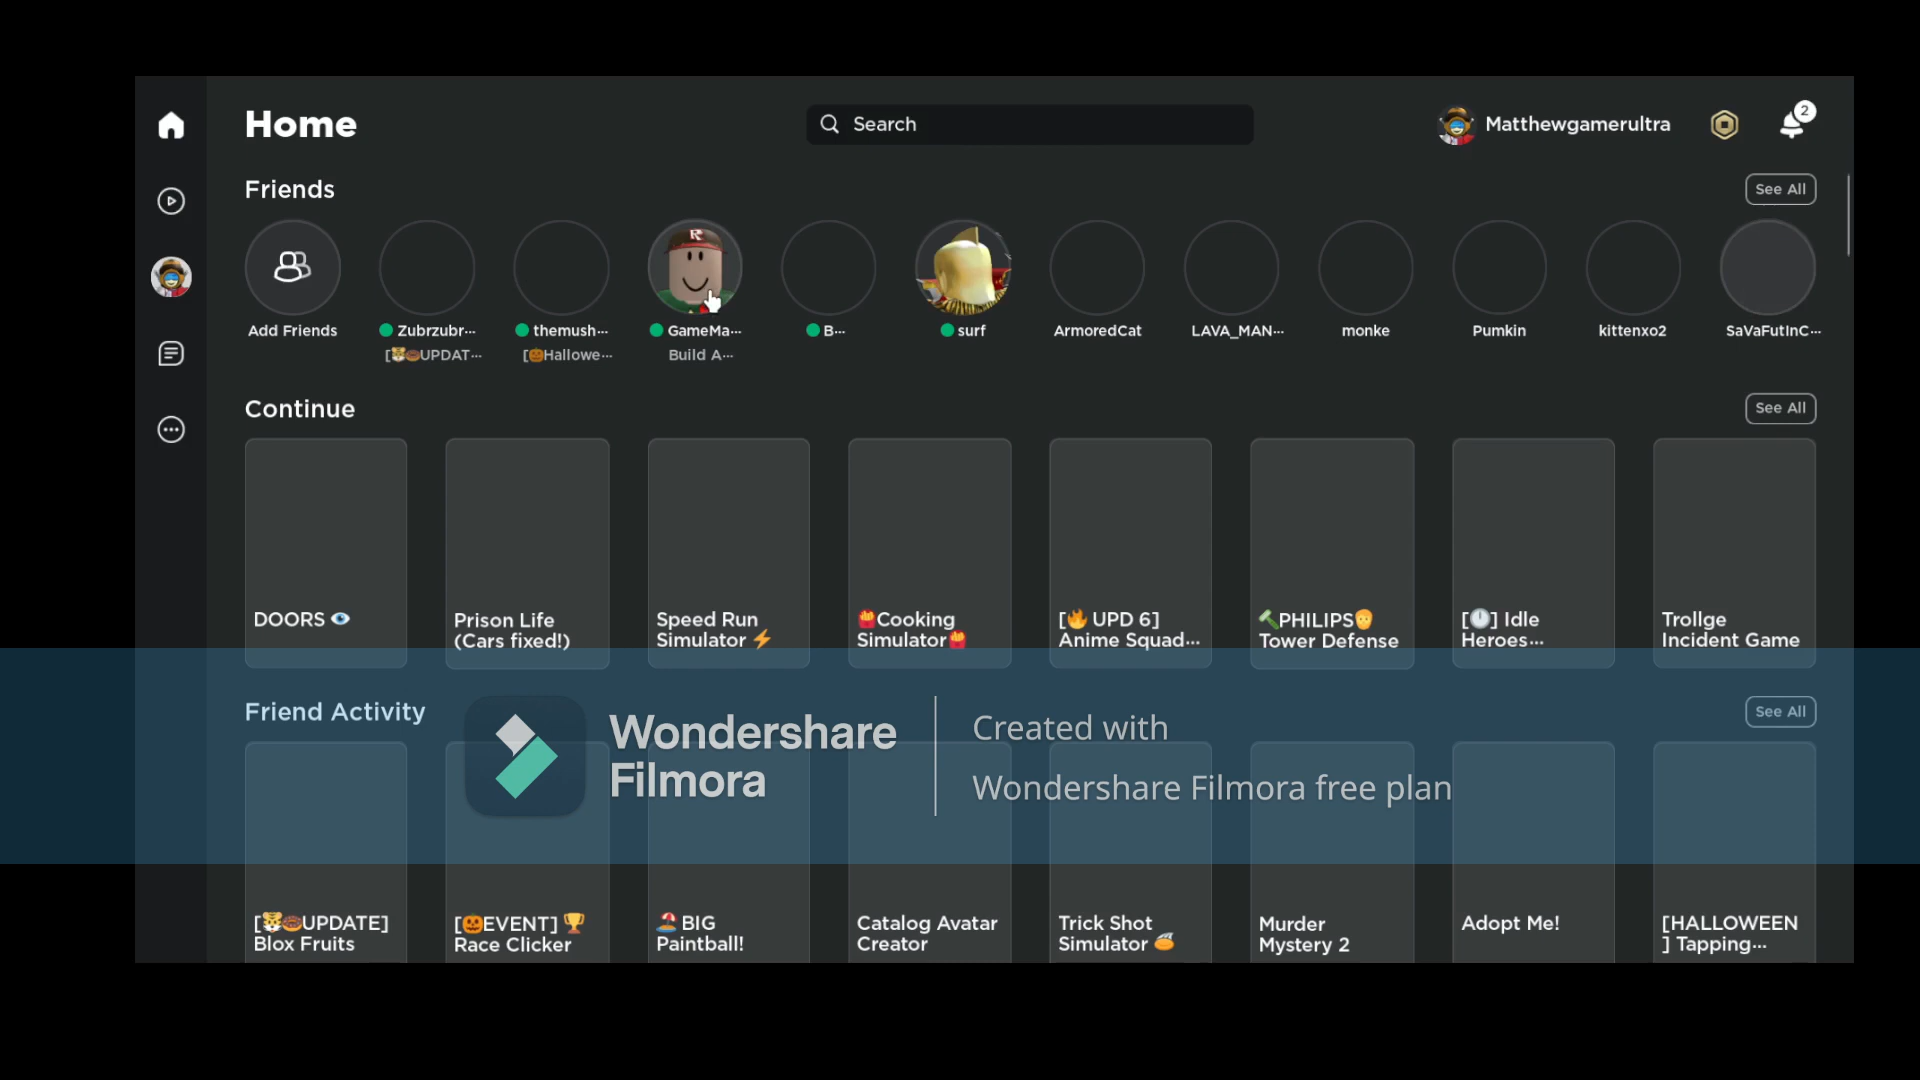 Home
Search
Matthewgamerultra
2
Friends
See All
R
Add Friends
Zubrzubr...
themush...
GameMa...
B...
surf
ArmoredCat
LAVA_MAN...
monke
Pumkin
kittenxo2
SaVaFutInC...
[🐯🍩UPDAT...
[🎃Hallowe...
Build A...
Continue
See All
DOORS 👁️
Prison Life
(Cars fixed!)
Speed Run
Simulator ⚡
🍟Cooking
Simulator🍟
[🔥 UPD 6]
Anime Squad...
🔨PHILIPS👨‍🦲
Tower Defense
[🕛] Idle
Heroes...
Trollge
Incident Game
Friend Activity
See All
Wondershare
Filmora
Created with
Wondershare Filmora free plan
[🐯🍩UPDATE]
Blox Fruits
[🎃EVENT] 🏆
Race Clicker
🏖️BIG
Paintball!
Catalog Avatar
Creator
Trick Shot
Simulator 🍊
Murder
Mystery 2
Adopt Me!
[HALLOWEEN
] Tapping...